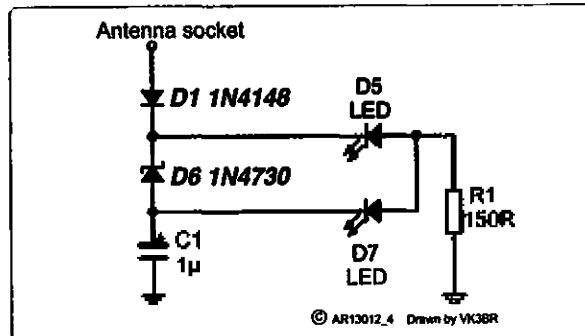 Antenna socket
D1 1N4148
D5
LED
D6 1N4730
R1
150R
C1
1µ
D7
LED
© AR13012_4 Drawn by VK3BR